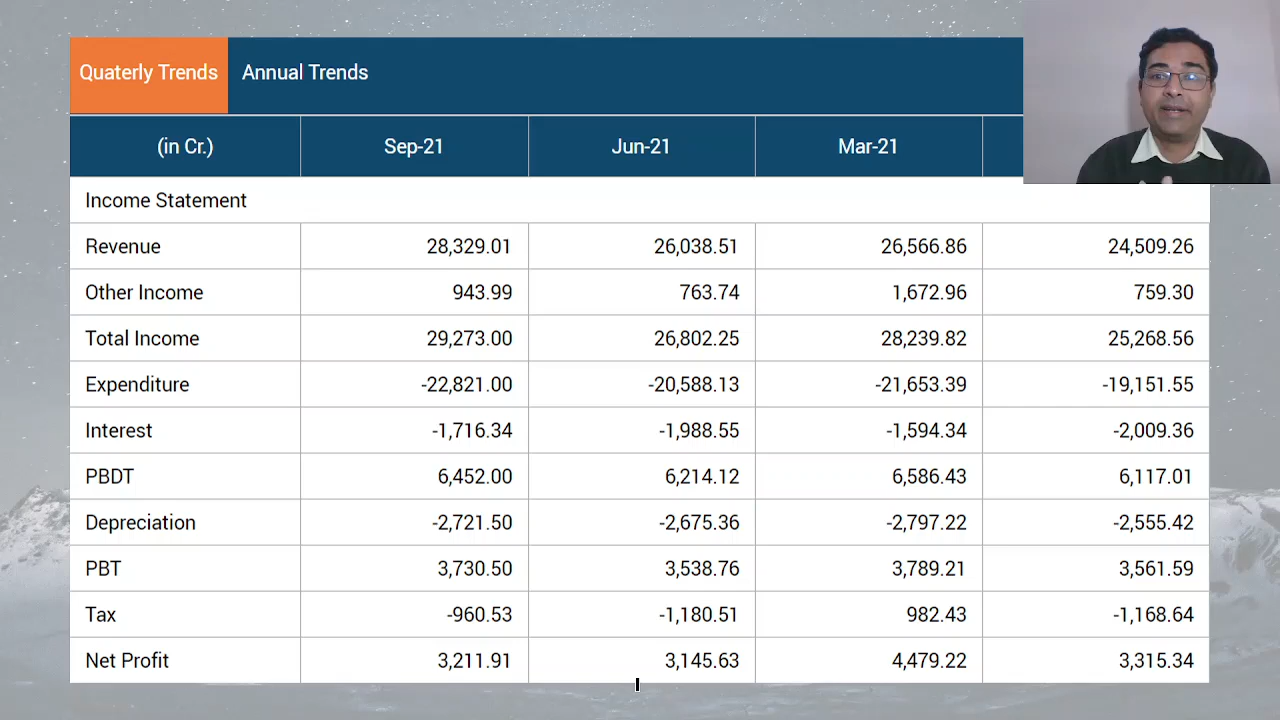 Quaterly Trends Annual Trends
(in Cr.) Sep-21 Jun-21 Mar-21
Income Statement
Revenue 28,329.01 26,038.51 26,566.86 24,509.26
Other Income 943.99 763.74 1,672.96 759.30
Total Income 29,273.00 26,802.25 28,239.82 25,268.56
Expenditure -22,821.00 -20,588.13 -21,653.39 -19,151.55
Interest -1,716.34 -1,988.55 -1,594.34 -2,009.36
PBDT 6,452.00 6,214.12 6,586.43 6,117.01
Depreciation -2,721.50 -2,675.36 -2,797.22 -2,555.42
PBT 3,730.50 3,538.76 3,789.21 3,561.59
Tax -960.53 -1,180.51 982.43 -1,168.64
Net Profit 3,211.91 3,145.63 4,479.22 3,315.34